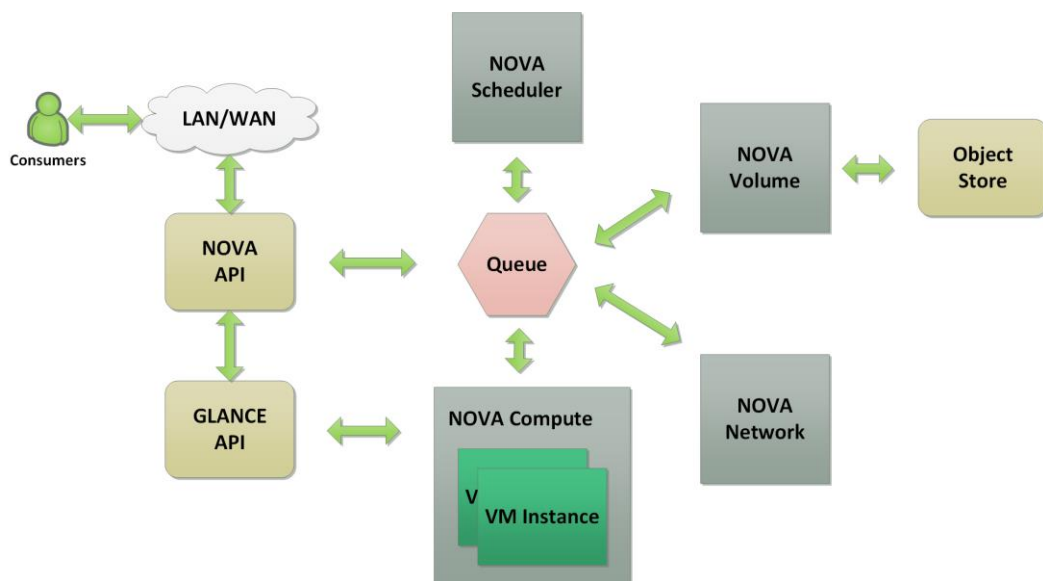 NOVA
Scheduler
LAN/WAN
Consumers
NOVA
Volume
Object
Store
NOVA
API
Queue
GLANCE
API
NOVA Compute
V
VM Instance
NOVA
Network